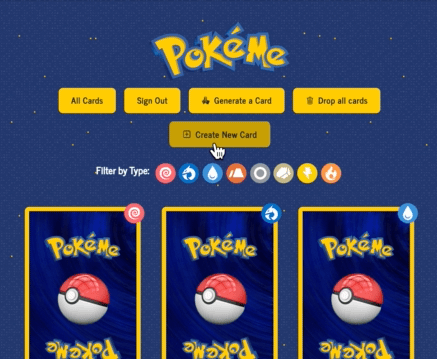 PokéMe
All Cards
Sign Out
Generate a Card
Drop all cards
Create New Card
Filter by Type:
PokéMe
PokéMe
PokéMe
PokéMe
PokéMe
PokéMe